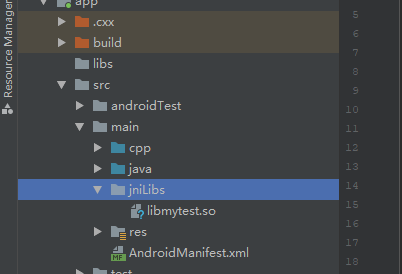 app
5
.cxx
6
build
7
libs
8
src
9
androidTest
10
main
11
cpp
12
java
13
jniLibs
14
libmytest.so
15
res
16
AndroidManifest.xml
17
test
18
Resource Manager
MF